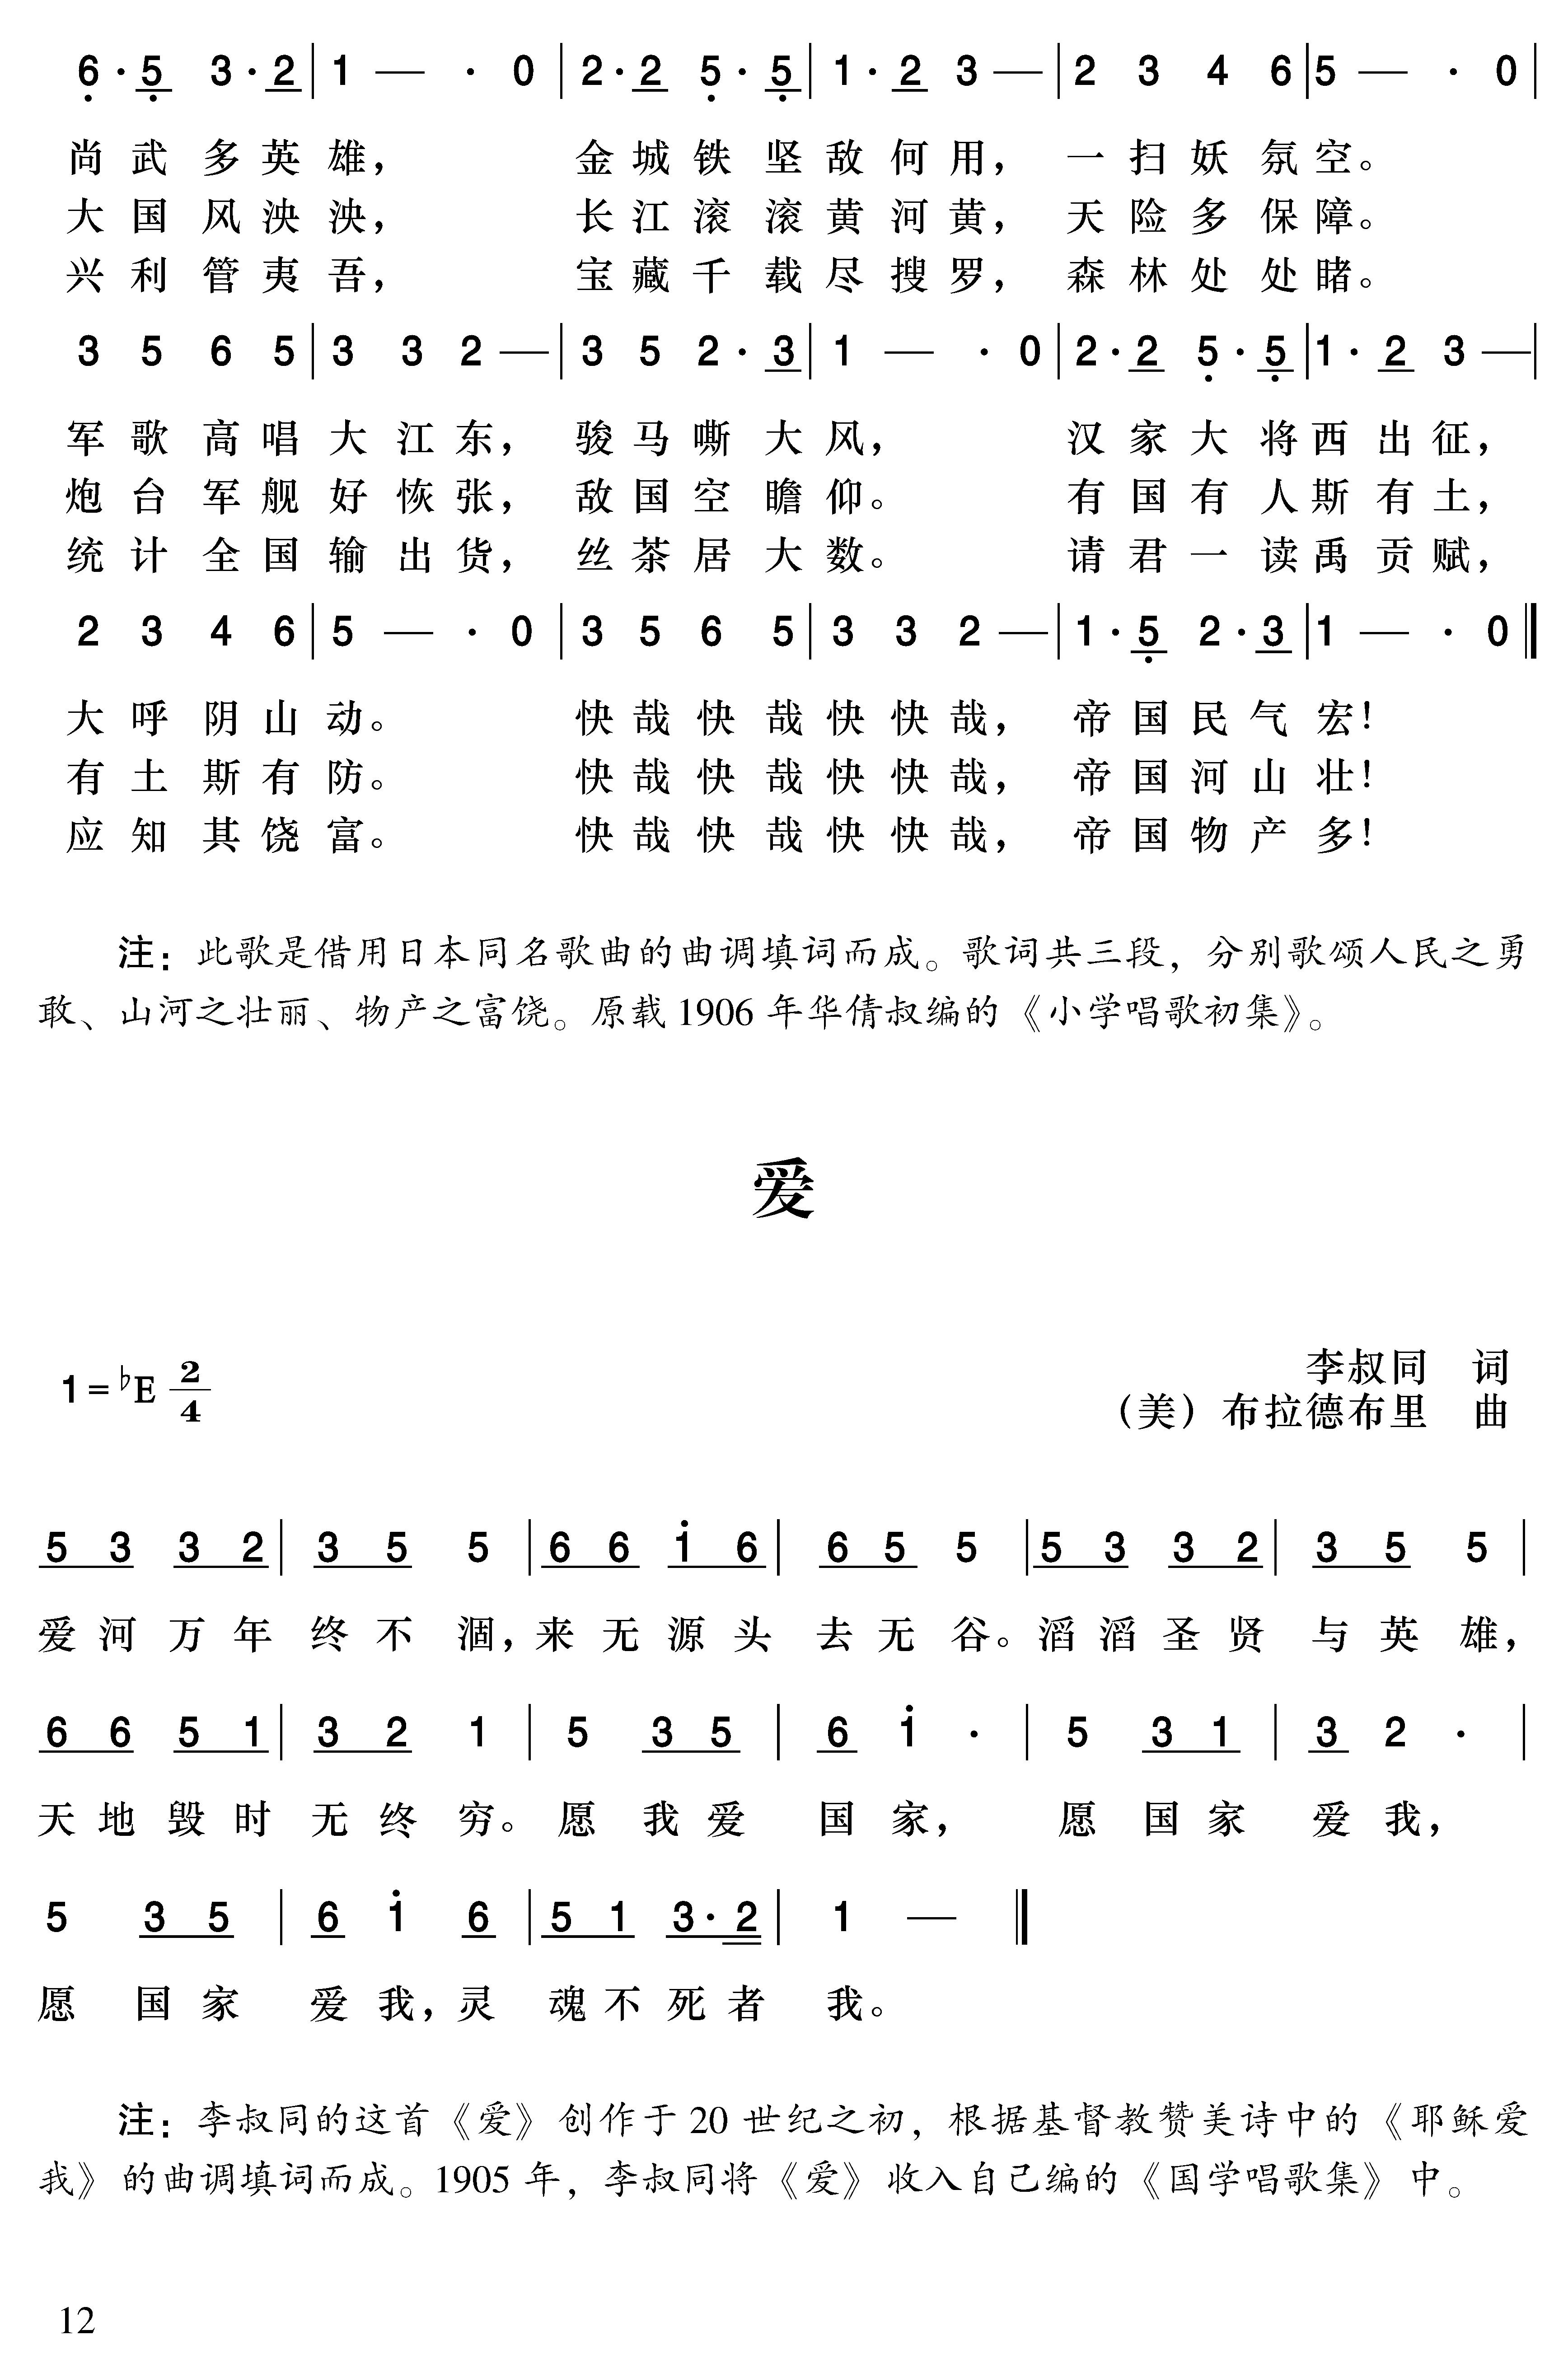 6 · 5 3 · 2 | 1 — · 0 | 2 · 2 5 · 5 | 1 · 2 3 — | 2 3 4 6 | 5 — · 0 |
尚 武 多 英 雄， 金 城 铁 坚 敌 何 用， 一 扫 妖 氛 空。
大 国 风 泱 泱， 长 江 滚 滚 黄 河 黄， 天 险 多 保 障。
兴 利 管 夷 吾， 宝 藏 千 载 尽 搜 罗， 森 林 处 处 睹。
3 5 6 5 | 3 3 2 — | 3 5 2 · 3 | 1 — · 0 | 2 · 2 5 · 5 | 1 · 2 3 — |
军 歌 高 唱 大 江 东， 骏 马 嘶 大 风， 汉 家 大 将 西 出 征，
炮 台 军 舰 好 恢 张， 敌 国 空 瞻 仰。 有 国 有 人 斯 有 土，
统 计 全 国 输 出 货， 丝 茶 居 大 数。 请 君 一 读 禹 贡 赋，
2 3 4 6 | 5 — · 0 | 3 5 6 5 | 3 3 2 — | 1 · 5 2 · 3 | 1 — · 0 ‖
大 呼 阴 山 动。 快 哉 快 哉 快 快 哉， 帝 国 民 气 宏！
有 土 斯 有 防。 快 哉 快 哉 快 快 哉， 帝 国 河 山 壮！
应 知 其 饶 富。 快 哉 快 哉 快 快 哉， 帝 国 物 产 多！
注：此歌是借用日本同名歌曲的曲调填词而成。歌词共三段，分别歌颂人民之勇
敢、山河之壮丽、物产之富饶。原载 1906 年华倩叔编的《小学唱歌初集》。
爱
1 = ♭E 2/4
李叔同 词
（美）布拉德布里 曲
5 3 3 2 | 3 5 5 | 6 6 i 6 | 6 5 5 | 5 3 3 2 | 3 5 5 |
爱 河 万 年 终 不 涸，来 无 源 头 去 无 谷。滔 滔 圣 贤 与 英 雄，
6 6 5 1 | 3 2 1 | 5 3 5 | 6 i · | 5 3 1 | 3 2 · |
天 地 毁 时 无 终 穷。愿 我 爱 国 家， 愿 国 家 爱 我，
5 3 5 | 6 i 6 | 5 1 3 · 2 | 1 — ‖
愿 国 家 爱 我，灵 魂 不 死 者 我。
注：李叔同的这首《爱》创作于 20 世纪之初，根据基督教赞美诗中的《耶稣爱
我》的曲调填词而成。1905 年，李叔同将《爱》收入自己编的《国学唱歌集》中。
12